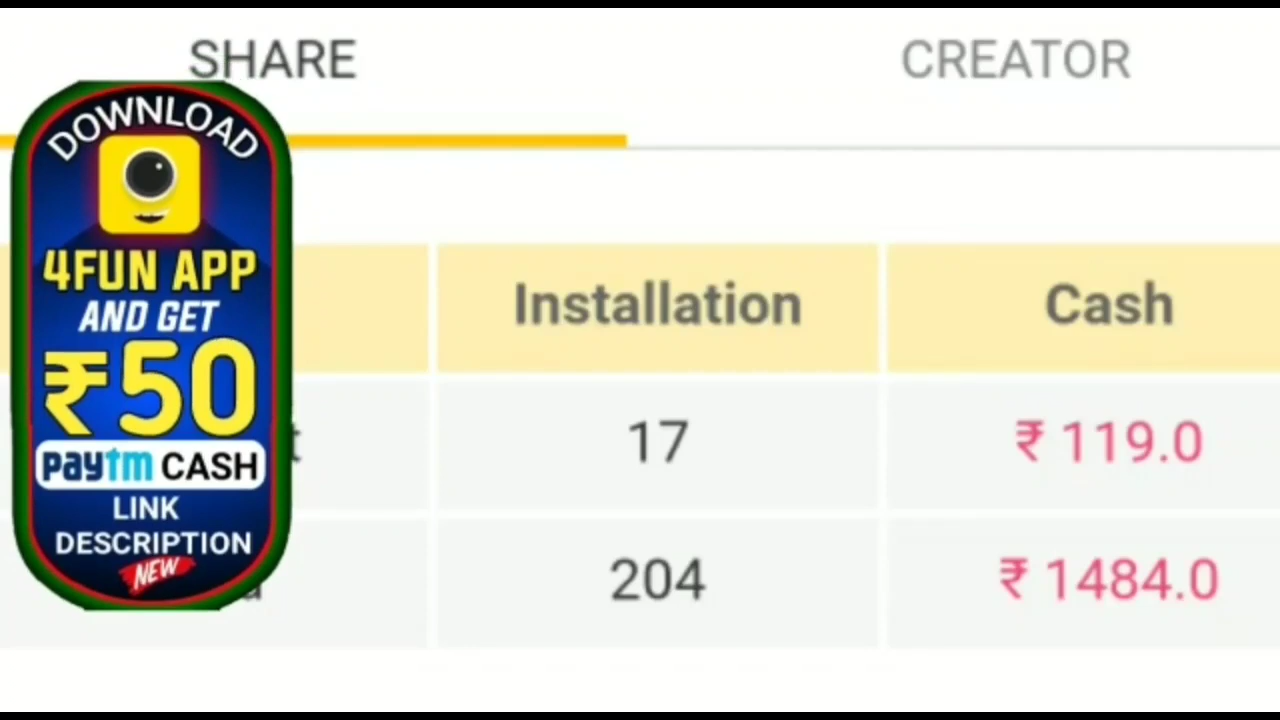 SHARE
CREATOR
DOWNLOAD
4FUN APP
AND GET
₹50
paytm CASH
LINK
DESCRIPTION
NEW
Installation
Cash
17
₹ 119.0
204
₹ 1484.0